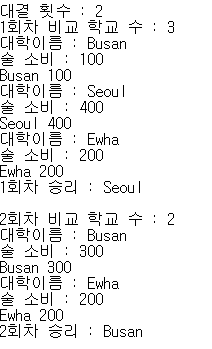 대결 횟수 : 2
1회차 비교 학교 수 : 3
대학이름 : Busan
술 소비 : 100
Busan 100
대학이름 : Seoul
술 소비 : 400
Seoul 400
대학이름 : Ewha
술 소비 : 200
Ewha 200
1회차 승리 : Seoul

2회차 비교 학교 수 : 2
대학이름 : Busan
술 소비 : 300
Busan 300
대학이름 : Ewha
술 소비 : 200
Ewha 200
2회차 승리 : Busan